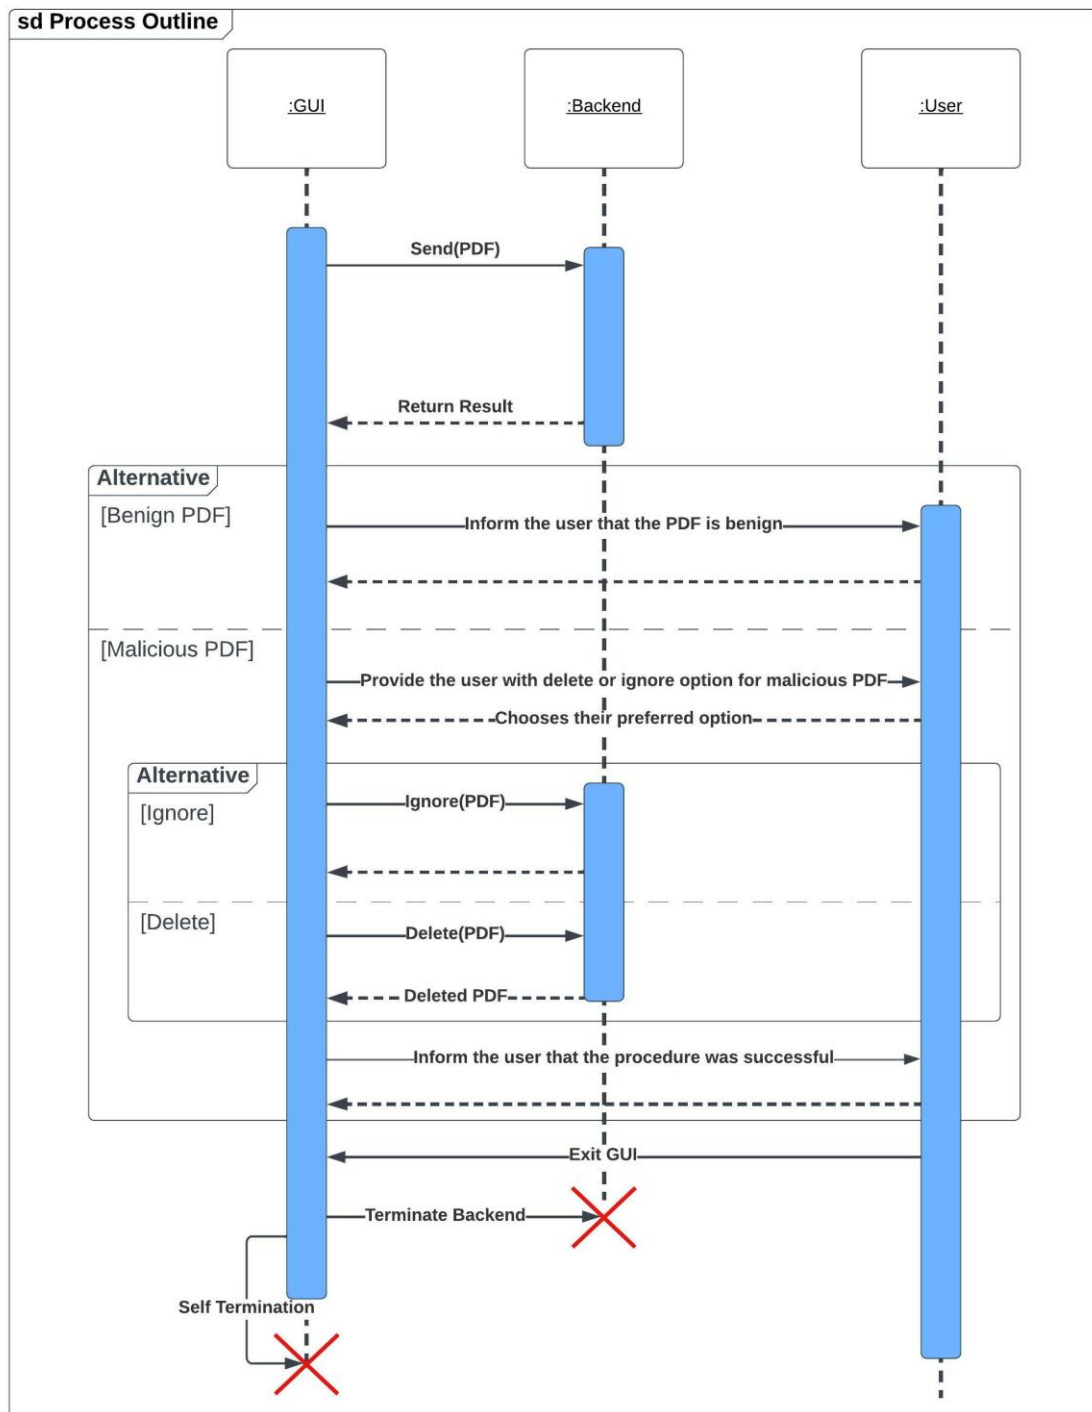 sd Process Outline
:GUI
:Backend
:User
Send(PDF)
Return Result
Alternative
[Benign PDF]
Inform the user that the PDF is benign
[Malicious PDF]
Provide the user with delete or ignore option for malicious PDF
Chooses their preferred option
Alternative
Ignore(PDF)
[Ignore]
[Delete]
Delete(PDF)
Deleted PDF
Inform the user that the procedure was successful
Exit GUI
Terminate Backend
Self Termination